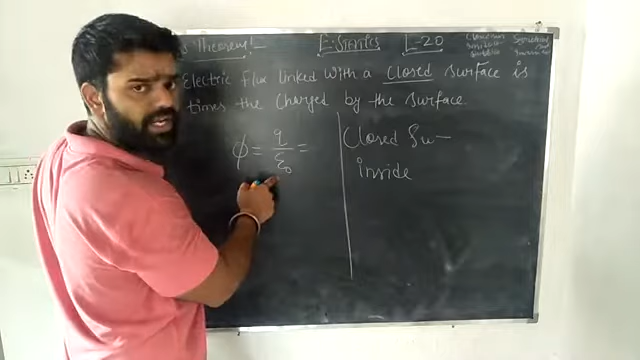 s Theorem:- E-Statics L-20
Electric flux linked with a Closed surface is
times the Charged by the surface.
ϕ = q/ε₀ =
Closed Su—
inside